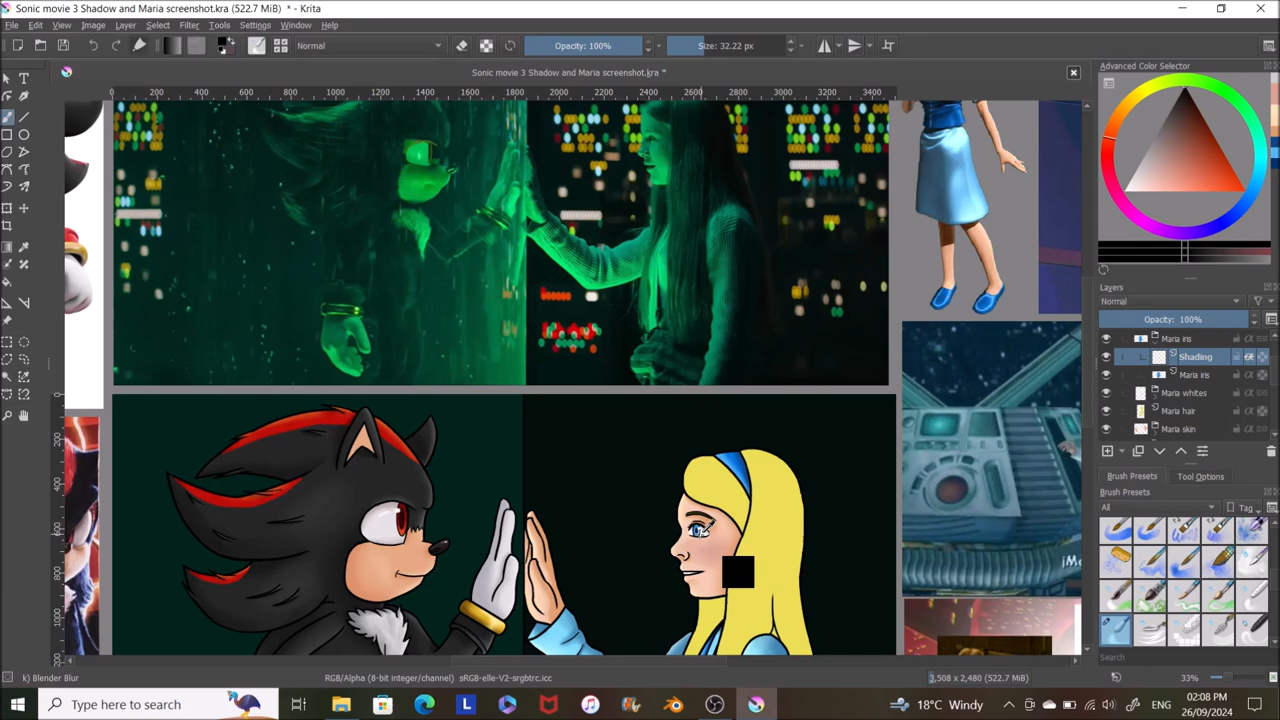 Sonic movie 3 Shadow and Maria screenshot.kra (522.7 MiB) * - Krita
File Edit View Image Layer Select Filter Tools Settings Window Help
Normal Opacity: 100% Size: 32.22 px
Sonic movie 3 Shadow and Maria screenshot.kra *
0 200 400 600 800 1000 1200 1400 1600 1800 2000 2200 2400 2600 2800 3000 3200 3400
0
200
400
600
800
1000
Advanced Color Selector
Layers
Normal
Opacity: 100%
Maria iris
Shading
Maria iris
Maria whites
Maria hair
Maria skin
Brush Presets Tool Options
Brush Presets
All Tag
Search
k) Blender Blur RGB/Alpha (8-bit integer/channel) sRGB-elle-V2-srgbtrc.icc 3,508 x 2,480 (522.7 MiB) 33%
Type here to search 18°C Windy 02:08 PM
26/09/2024